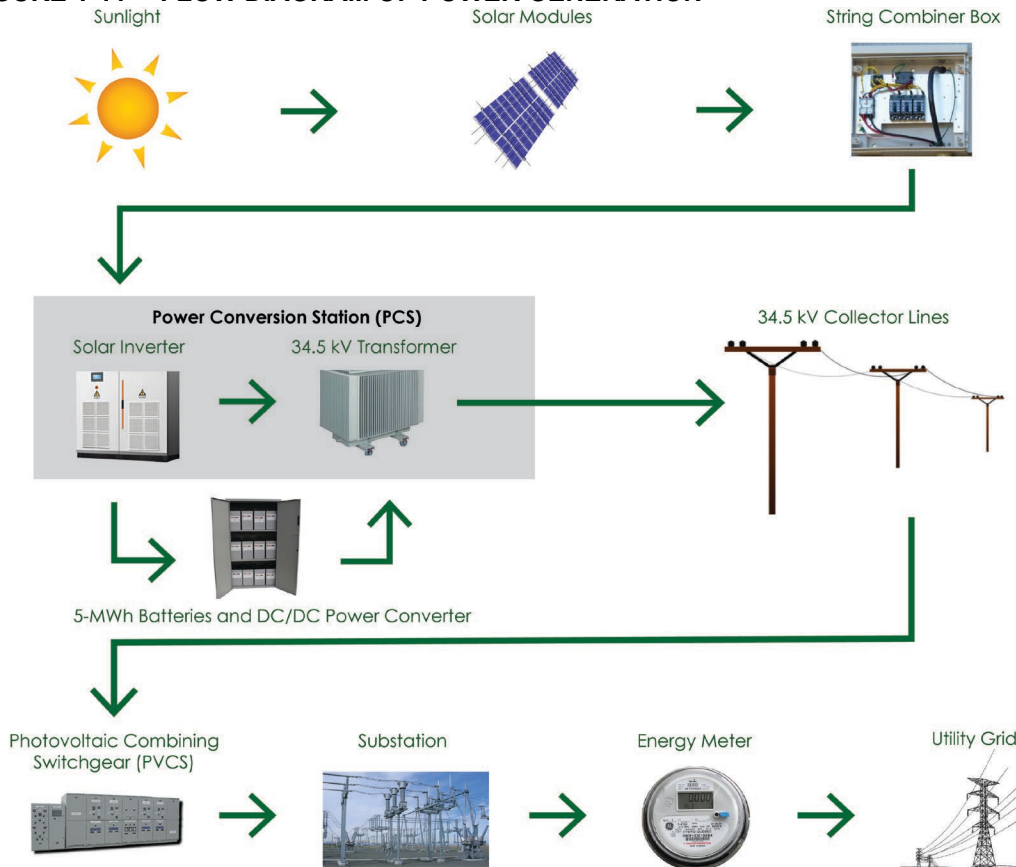 Sunlight
Solar Modules
String Combiner Box
Power Conversion Station (PCS)
Solar Inverter
34.5 kV Transformer
34.5 kV Collector Lines
5-MWh Batteries and DC/DC Power Converter
Photovoltaic Combining
Switchgear (PVCS)
Substation
Energy Meter
Utility Grid